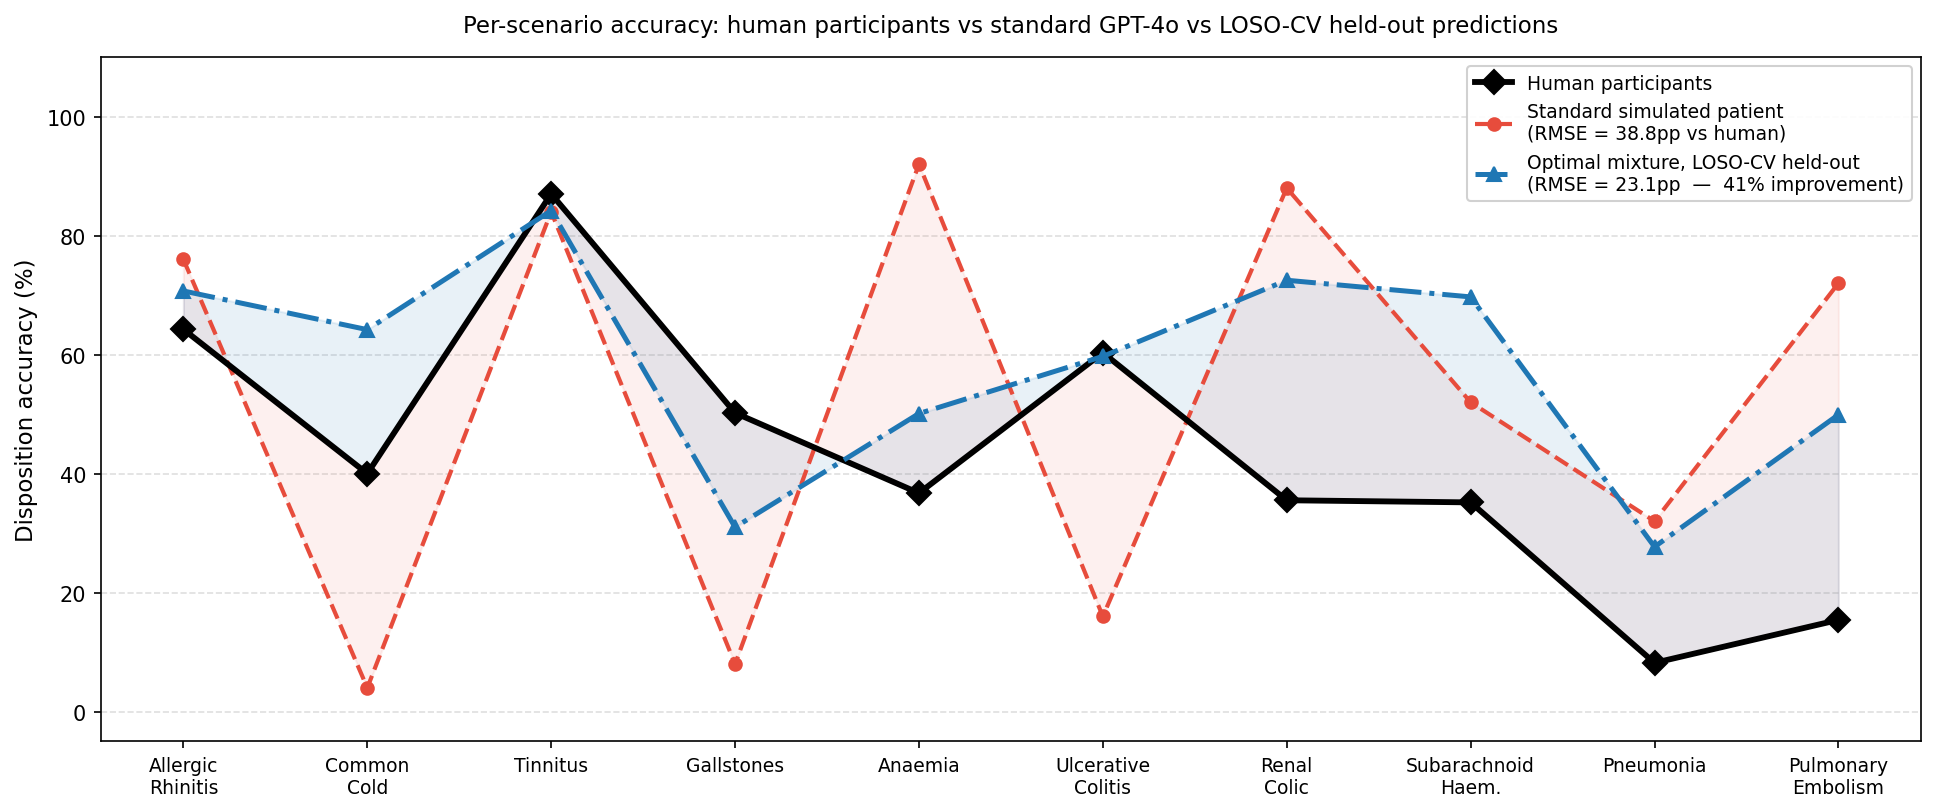 Per-scenario accuracy: human participants vs standard GPT-4o vs LOSO-CV held-out predictions
Human participants
Standard simulated patient
(RMSE = 38.8pp vs human)
Optimal mixture, LOSO-CV held-out
(RMSE = 23.1pp — 41% improvement)
Disposition accuracy (%)
100
80
60
40
20
0
Allergic
Rhinitis
Common
Cold
Tinnitus
Gallstones
Anaemia
Ulcerative
Colitis
Renal
Colic
Subarachnoid
Haem.
Pneumonia
Pulmonary
Embolism